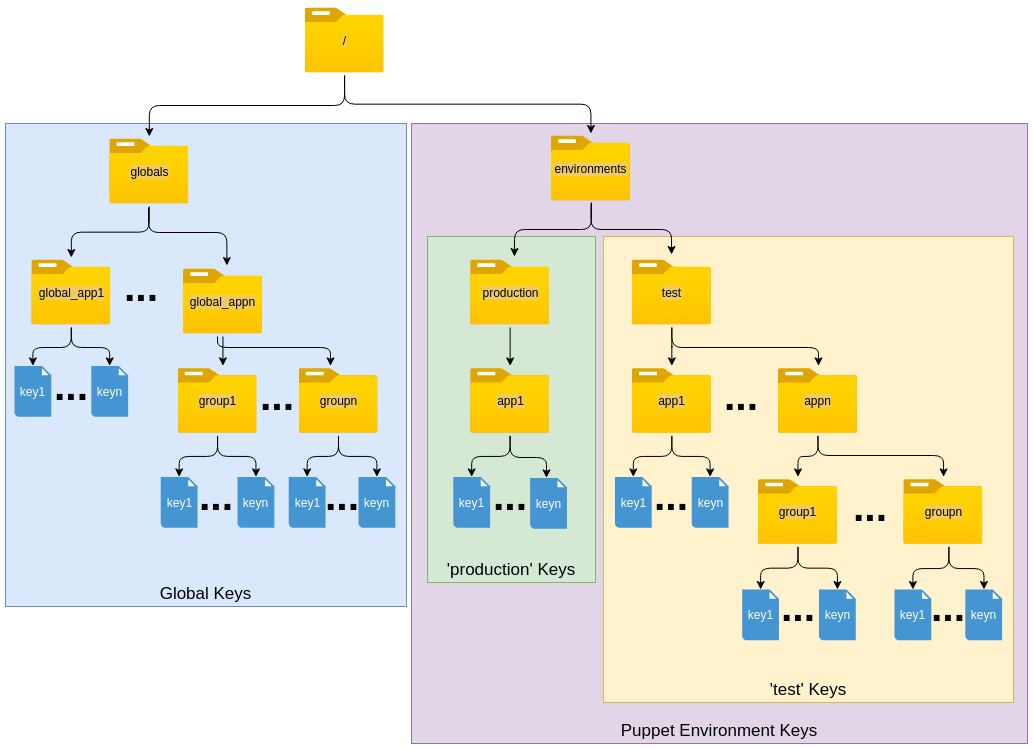 /
globals
environments
global_app1
...
global_appn
production
test
key1
...
keyn
group1
...
groupn
app1
app1
...
appn
key1
...
keyn
key1
...
keyn
key1
...
keyn
key1
...
keyn
group1
...
groupn
'production' Keys
Global Keys
key1
...
keyn
key1
...
keyn
'test' Keys
Puppet Environment Keys